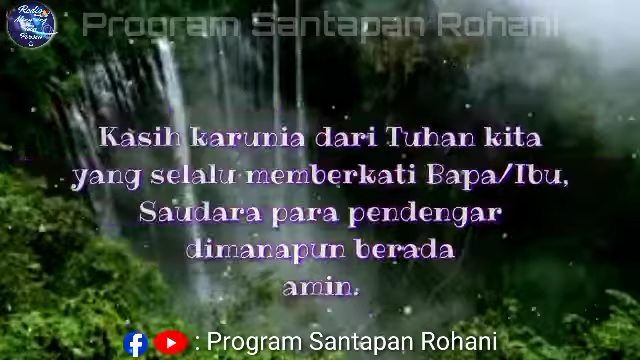 Program Santapan Rohani
Kasih karunia dari Tuhan kita
yang selalu memberkati Bapa/Ibu,
Saudara para pendengar
dimanapun berada
amin.
: Program Santapan Rohani